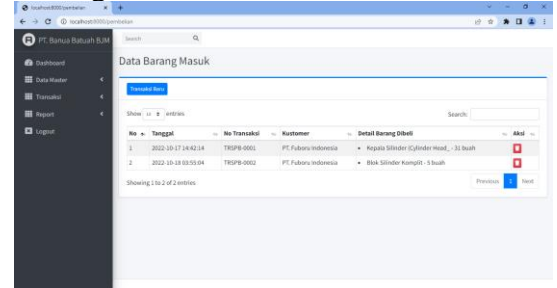 localhost:8000/pembelian
localhost:8000/pembelian
PT. Banua Batuah BJM
Search
Dashboard
Data Master
Transaksi
Report
Logout
Data Barang Masuk
Transaksi Baru
Show 10 entries
Search:
No Tanggal No Transaksi Kustomer Detail Barang Dibeli Aksi
1 2022-10-17 14:42:14 TRSPB-0001 PT. Fuboru Indonesia • Kepala Silinder (Cylinder Head_ - 31 buah
2 2022-10-18 03:55:04 TRSPB-0002 PT. Fuboru Indonesia • Blok Silinder Komplit - 5 buah
Showing 1 to 2 of 2 entries
Previous 1 Next